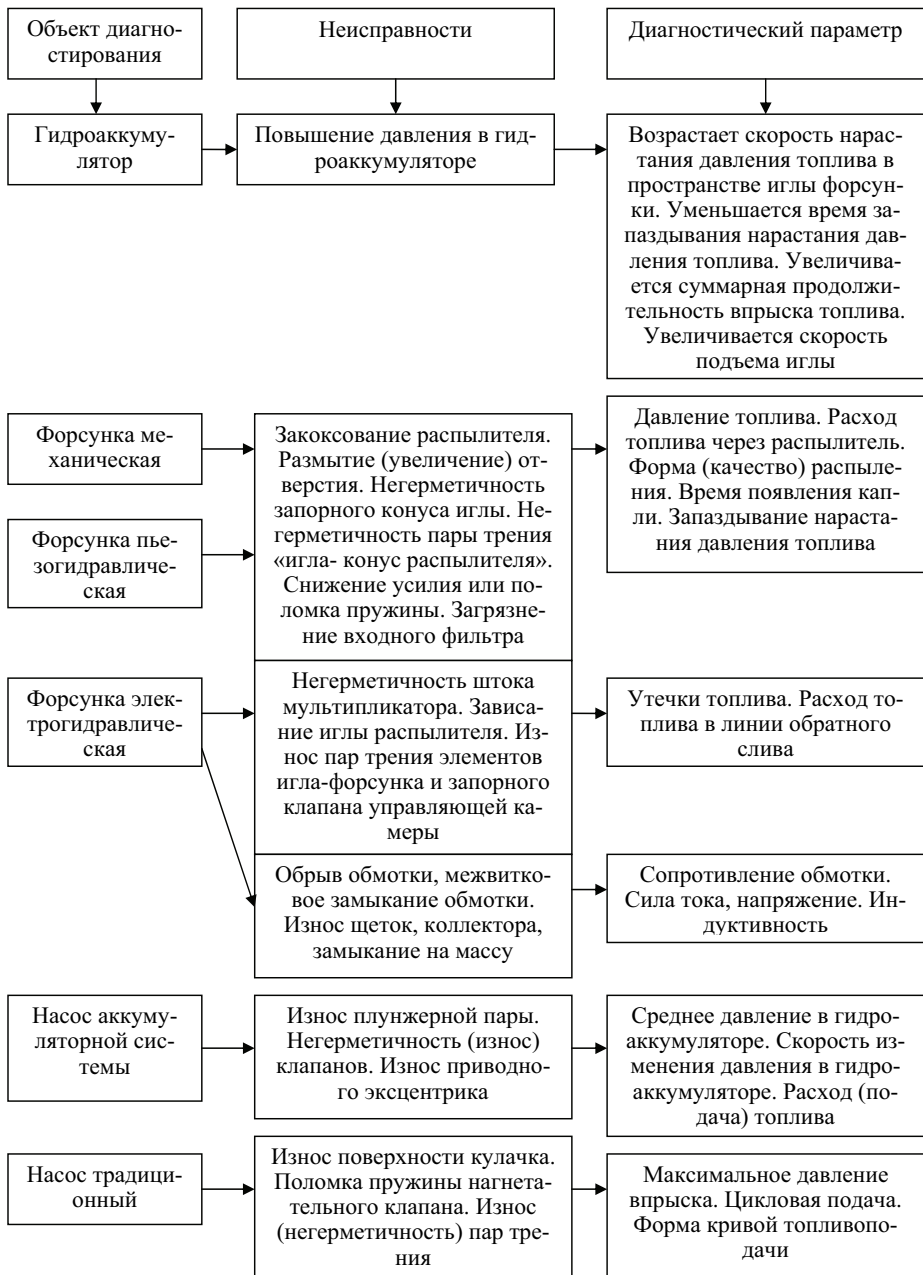 Объект диагно-
стирования
Неисправности
Диагностический параметр
Гидроаккуму-
лятор
Повышение давления в гид-
роаккумуляторе
Возрастает скорость нарас-
тания давления топлива в
пространстве иглы форсун-
ки. Уменьшается время за-
паздывания нарастания дав-
ления топлива. Увеличива-
ется суммарная продолжи-
тельность впрыска топлива.
Увеличивается скорость
подъема иглы
Форсунка ме-
ханическая
Форсунка пье-
зогидравличе-
ская
Закоксование распылителя.
Размытие (увеличение) от-
верстия. Негерметичность
запорного конуса иглы. Не-
герметичность пары трения
«игла- конус распылителя».
Снижение усилия или по-
ломка пружины. Загрязне-
ние входного фильтра
Давление топлива. Расход
топлива через распылитель.
Форма (качество) распыле-
ния. Время появления кап-
ли. Запаздывание нараста-
ния давления топлива
Форсунка элек-
трогидравличе-
ская
Негерметичность штока
мультипликатора. Зависа-
ние иглы распылителя. Из-
нос пар трения элементов
игла-форсунка и запорного
клапана управляющей ка-
меры
Утечки топлива. Расход то-
плива в линии обратного
слива
Обрыв обмотки, межвитко-
вое замыкание обмотки.
Износ щеток, коллектора,
замыкание на массу
Сопротивление обмотки.
Сила тока, напряжение. Ин-
дуктивность
Насос аккуму-
ляторной сис-
темы
Износ плунжерной пары.
Негерметичность (износ)
клапанов. Износ приводно-
го эксцентрика
Среднее давление в гидро-
аккумуляторе. Скорость из-
менения давления в гидро-
аккумуляторе. Расход (по-
дача) топлива
Насос традици-
онный
Износ поверхности кулачка.
Поломка пружины нагнета-
тельного клапана. Износ
(негерметичность) пар тре-
ния
Максимальное давление
впрыска. Цикловая подача.
Форма кривой топливопо-
дачи